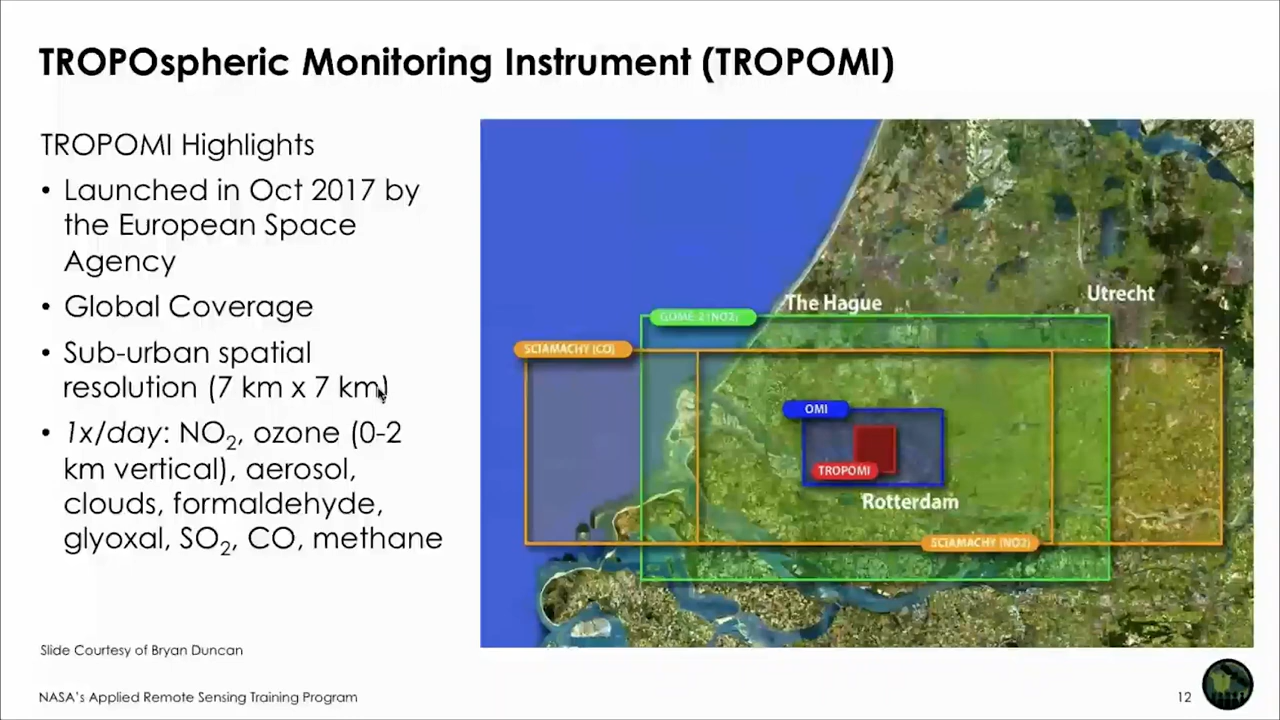 TROPOspheric Monitoring Instrument (TROPOMI)
TROPOMI Highlights
• Launched in Oct 2017 by
the European Space
Agency
• Global Coverage
• Sub-urban spatial
resolution (7 km x 7 km)
• 1x/day: NO₂, ozone (0-2
km vertical), aerosol,
clouds, formaldehyde,
glyoxal, SO₂, CO, methane
Utrecht
The Hague
GOME 2 (NO2)
SCIAMACHY (CO)
OMI
TROPOMI
Rotterdam
SCIAMACHY (NO2)
Slide Courtesy of Bryan Duncan
NASA's Applied Remote Sensing Training Program
12